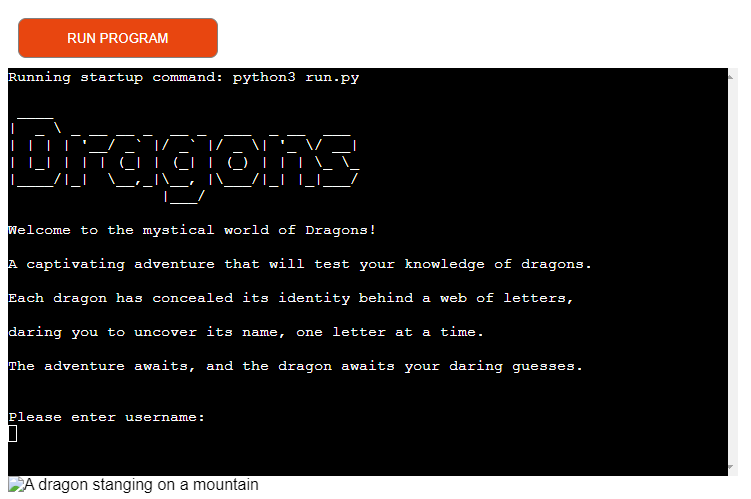 RUN PROGRAM
Running startup command: python3 run.py
Dragons
Welcome to the mystical world of Dragons!
A captivating adventure that will test your knowledge of dragons.
Each dragon has concealed its identity behind a web of letters,
daring you to uncover its name, one letter at a time.
The adventure awaits, and the dragon awaits your daring guesses.
Please enter username:
A dragon stanging on a mountain